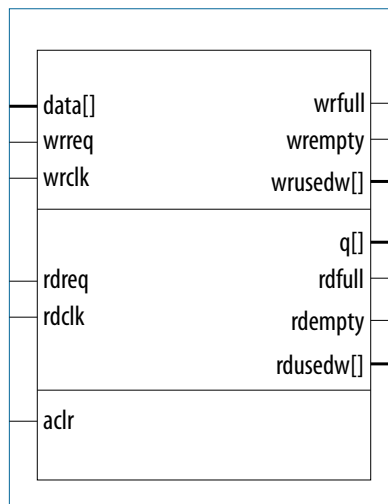 data[]
wrfull
wrreq
wrempty
wrclk
wrusedw[]
q[]
rdreq
rdfull
rdclk
rdempty
rdusedw[]
aclr